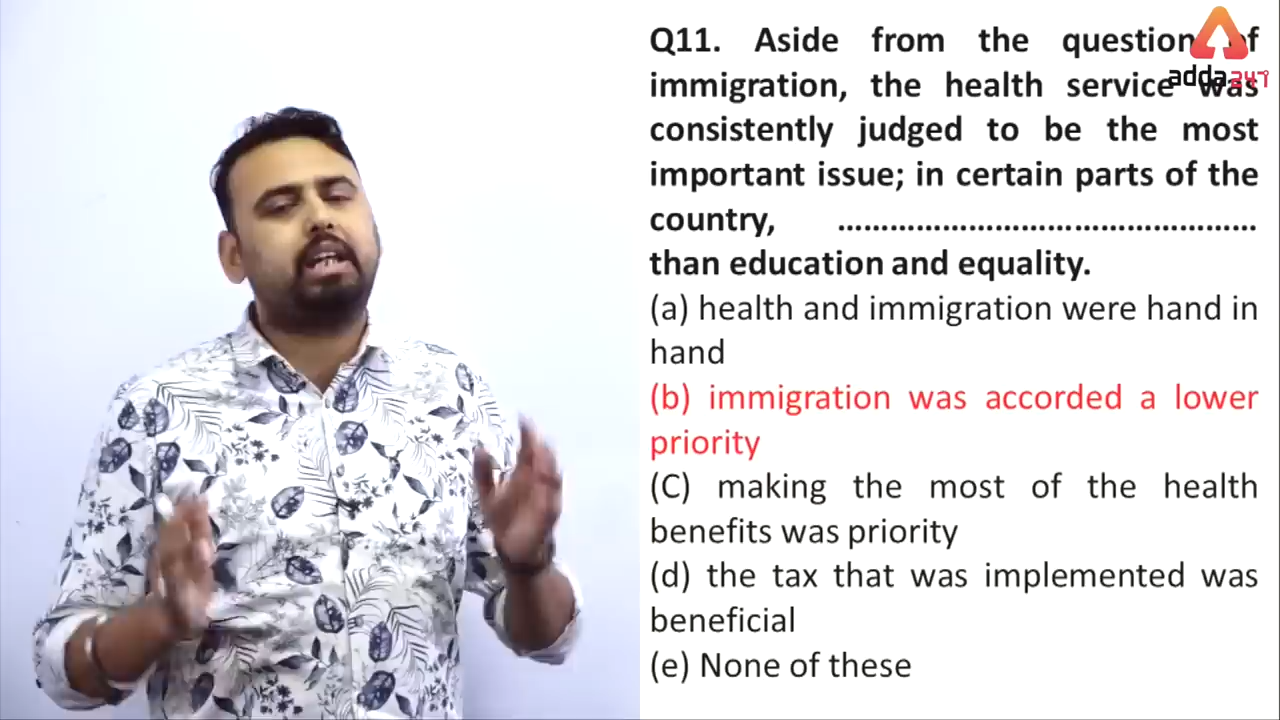 Q11. Aside from the question of
immigration, the health service was
consistently judged to be the most
important issue; in certain parts of the
country, ................................................
than education and equality.
(a) health and immigration were hand in
hand
(b) immigration was accorded a lower
priority
(C) making the most of the health
benefits was priority
(d) the tax that was implemented was
beneficial
(e) None of these
adda247